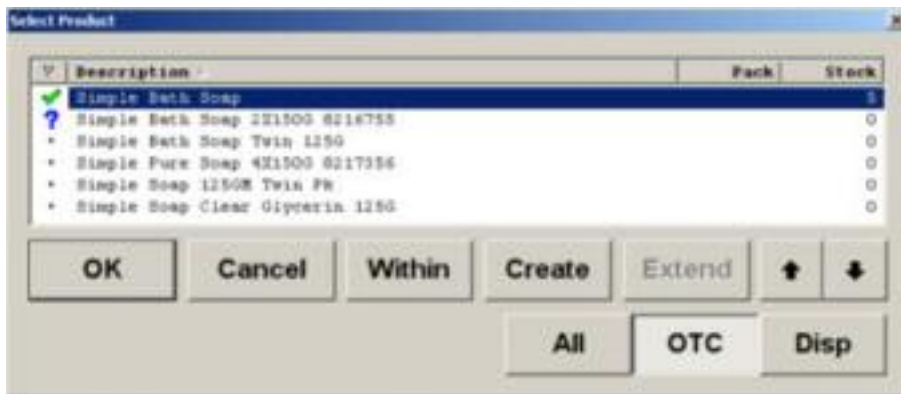 Select Product
Description Pack Stock
Simple Bath Soap 5
? Simple Bath Soap 2X150G 8216755 0
Simple Bath Soap Twin 125G 0
Simple Pure Soap 4X150G 8217356 0
Simple Soap 125GM Twin Pk 0
Simple Soap Clear Glycerin 125G 0
OK Cancel Within Create Extend
All OTC Disp